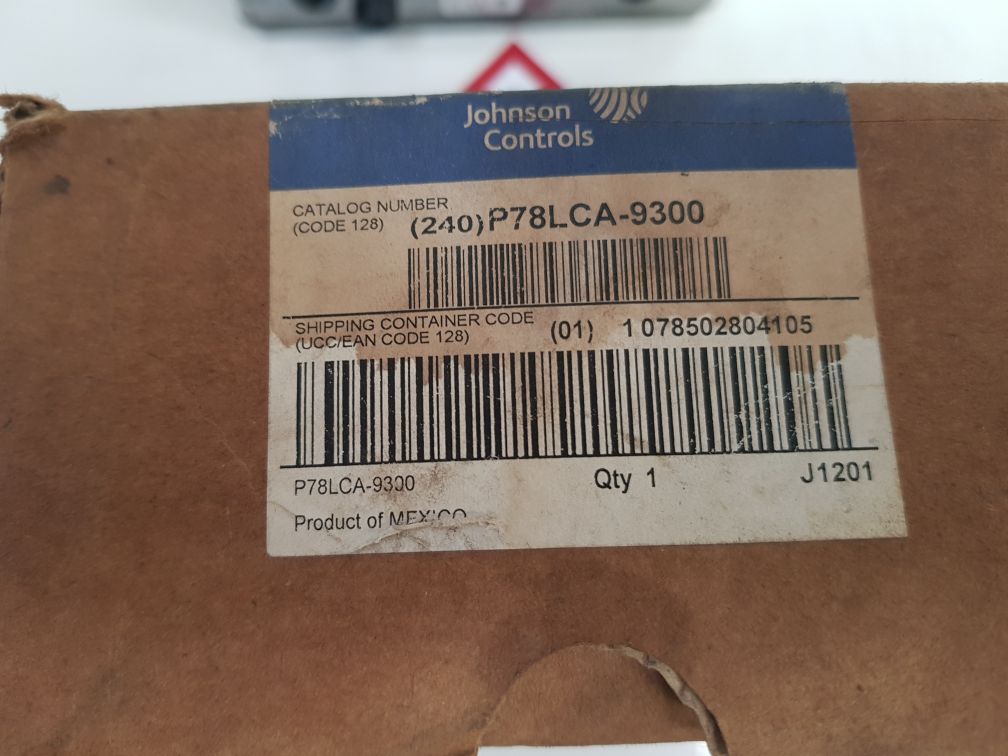 Johnson
Controls
CATALOG NUMBER
(CODE 128) (240)P78LCA-9300
SHIPPING CONTAINER CODE
(UCC/EAN CODE 128) (01) 1 078502804105
P78LCA-9300 Qty 1 J1201
Product of MEXICO